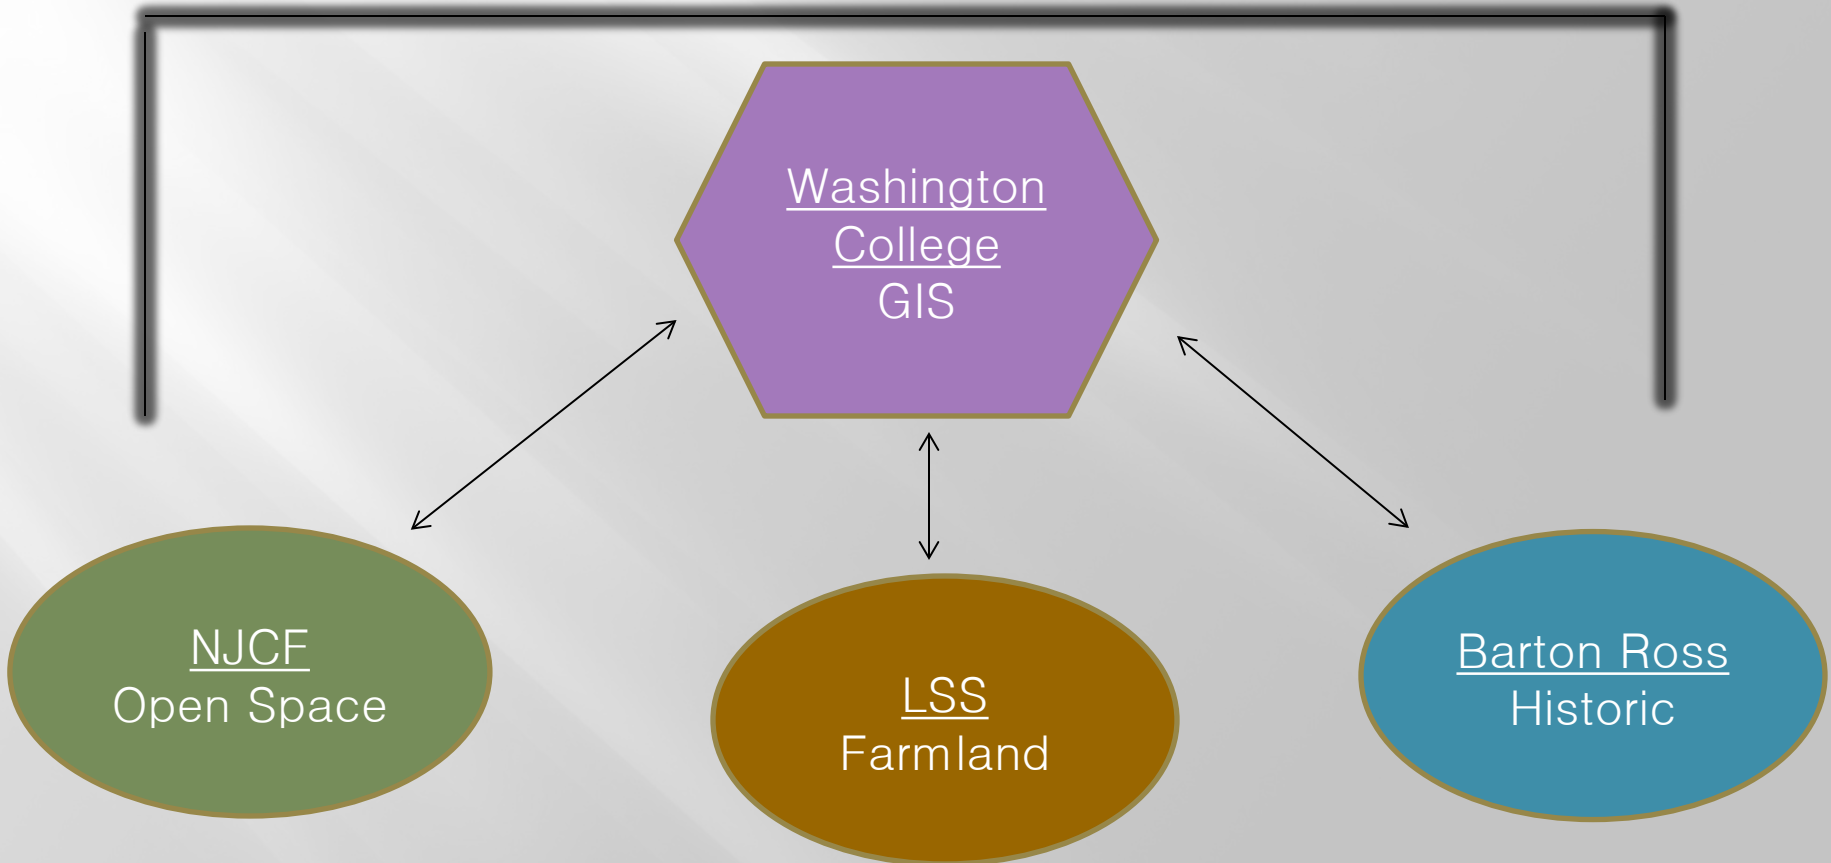 Washington
College
GIS
NJCF
Open Space
LSS
Farmland
Barton Ross
Historic